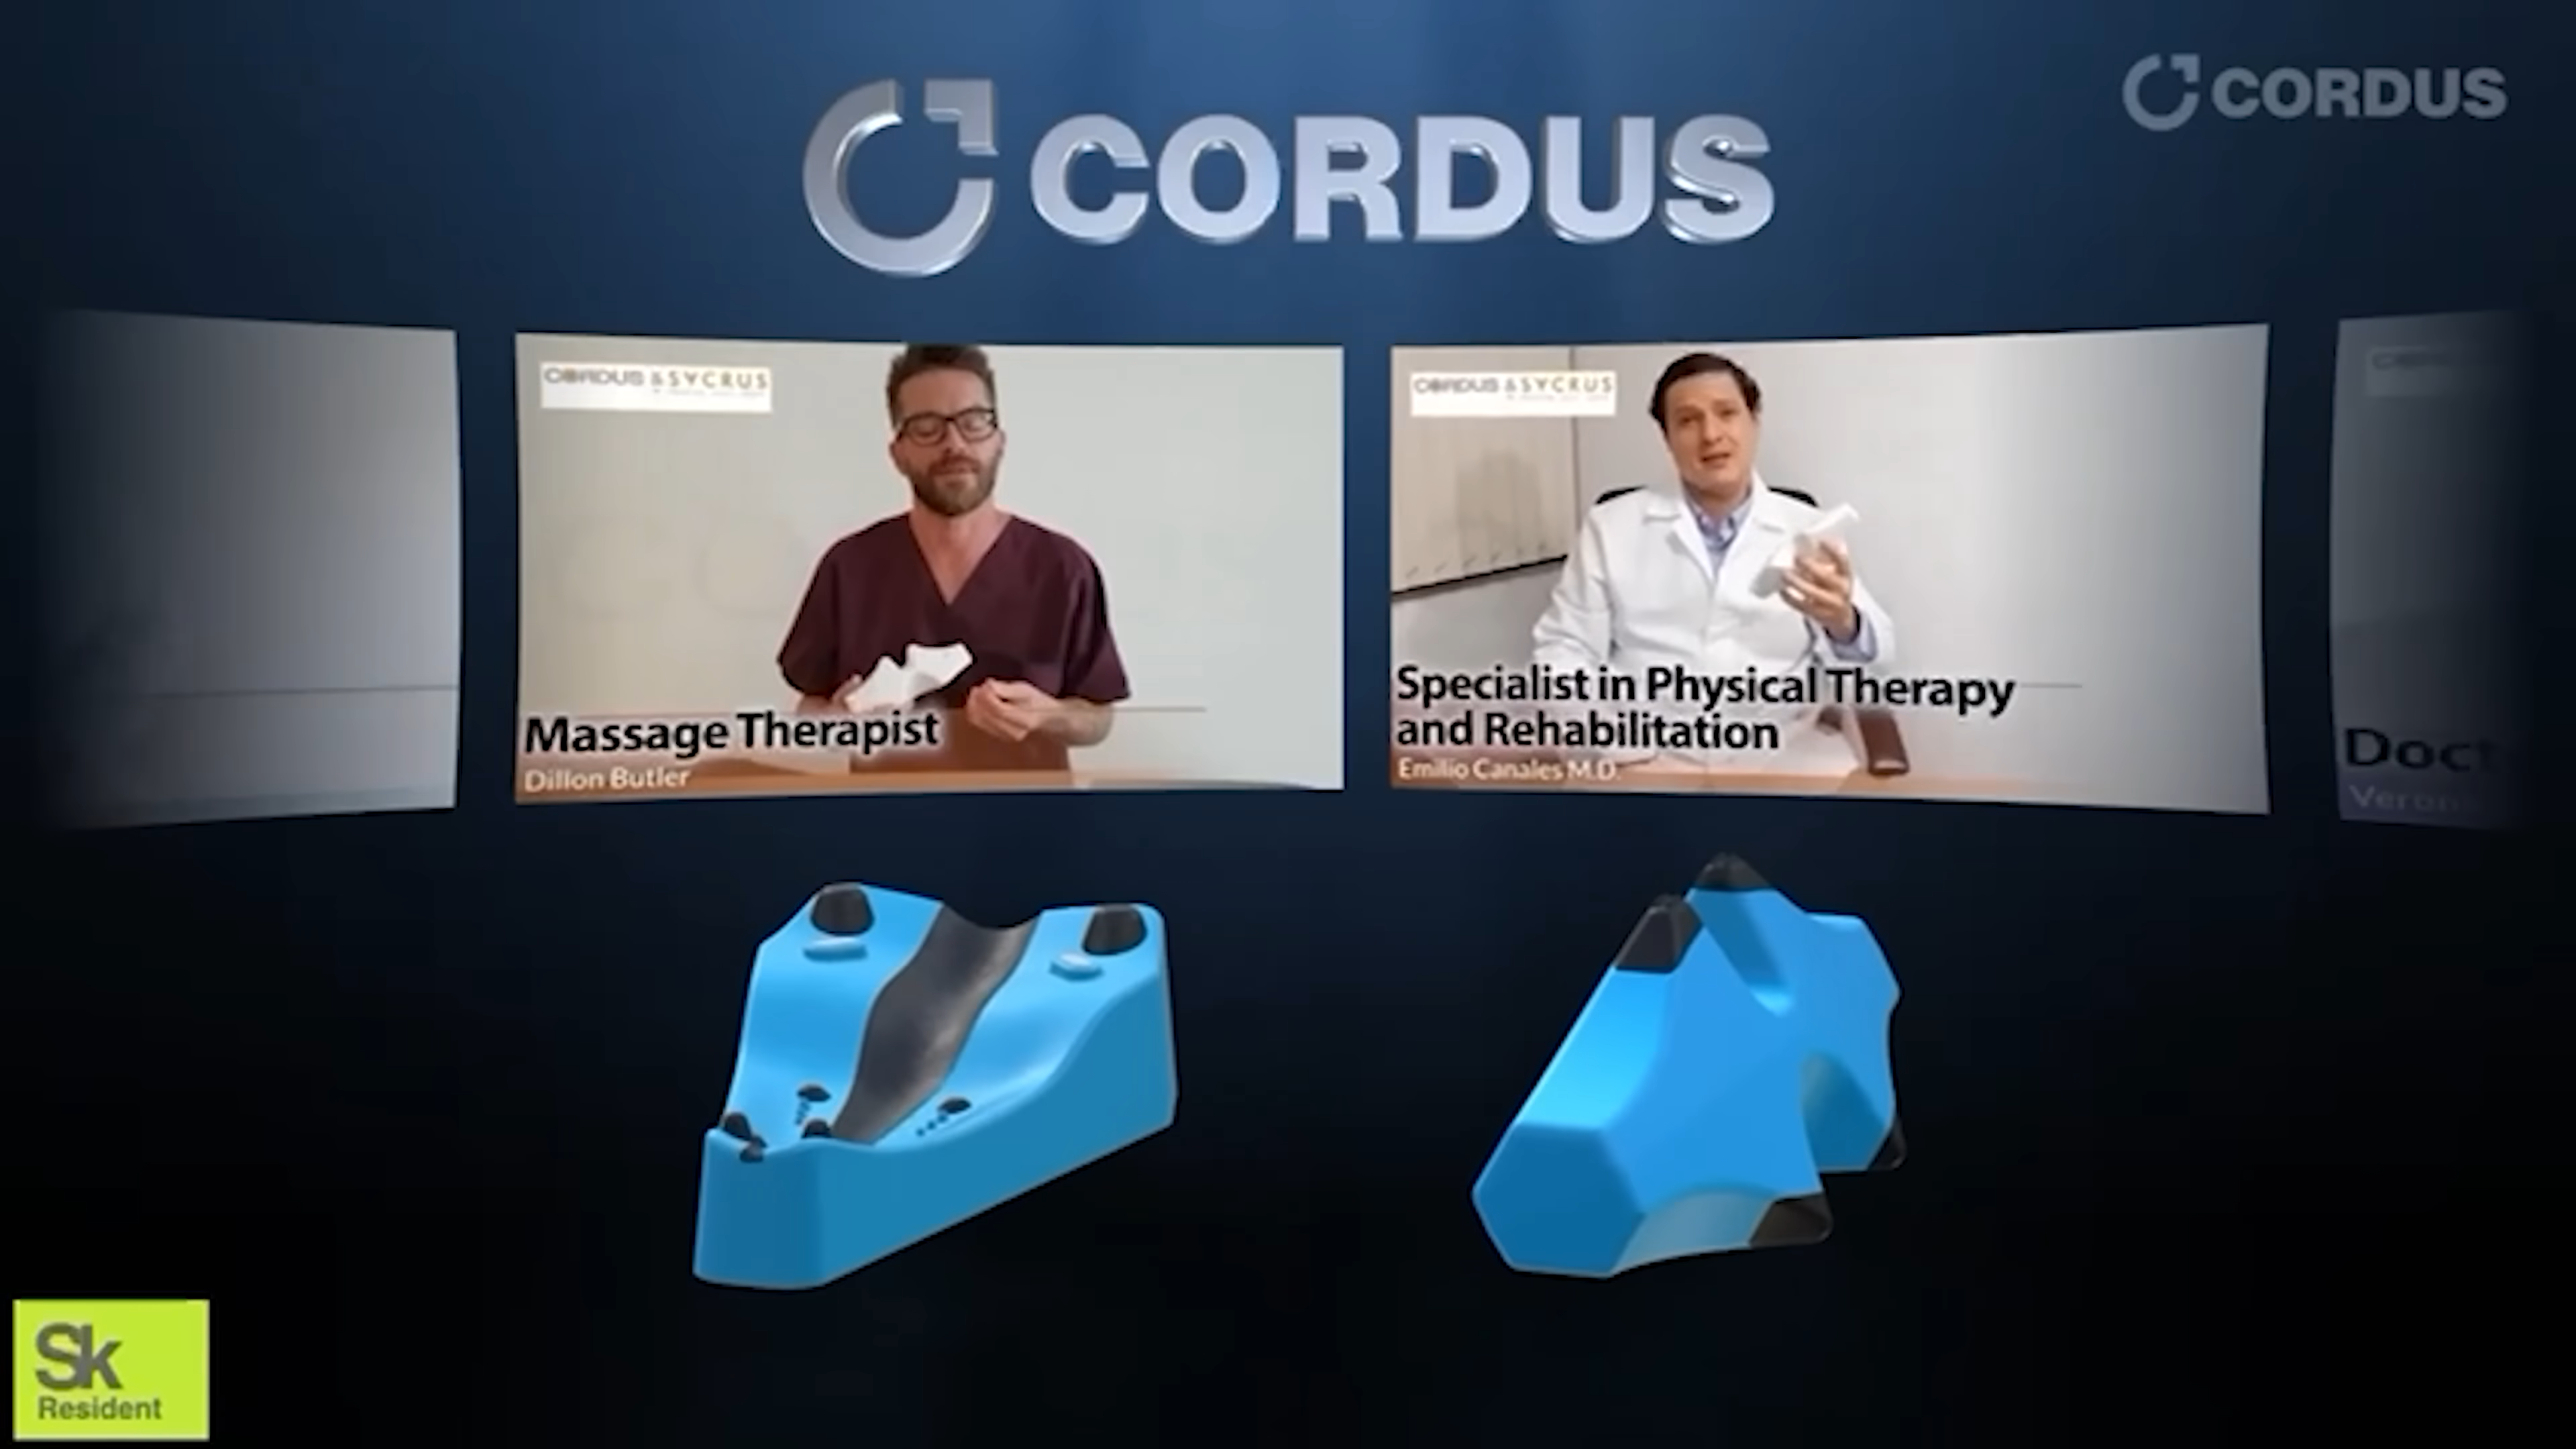 CORDUS
CORDUS
CORDUS & SYCRUS
CORDUS & SYCRUS
Massage Therapist
Dillon Butler
Specialist in Physical Therapy
and Rehabilitation
Emilio Canales M.D.
Sk
Resident